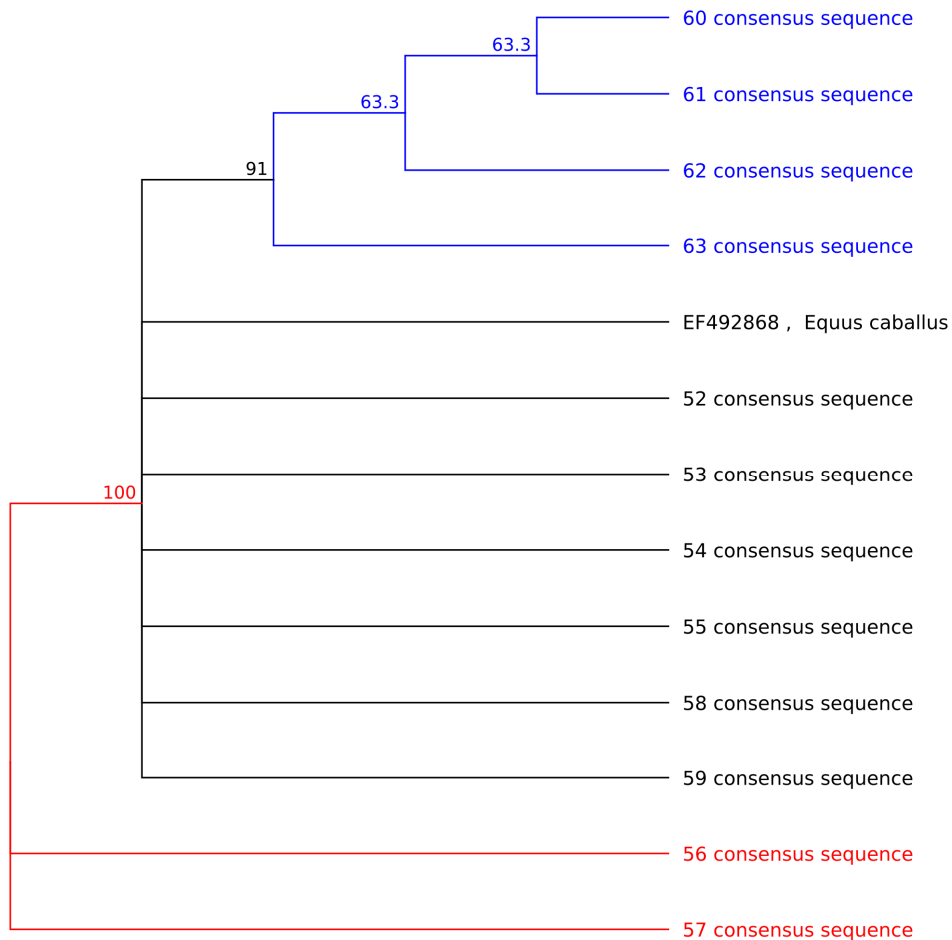 60 consensus sequence
63.3
61 consensus sequence
63.3
62 consensus sequence
91
63 consensus sequence
EF492868 ,  Equus caballus
52 consensus sequence
53 consensus sequence
100
54 consensus sequence
55 consensus sequence
58 consensus sequence
59 consensus sequence
56 consensus sequence
57 consensus sequence